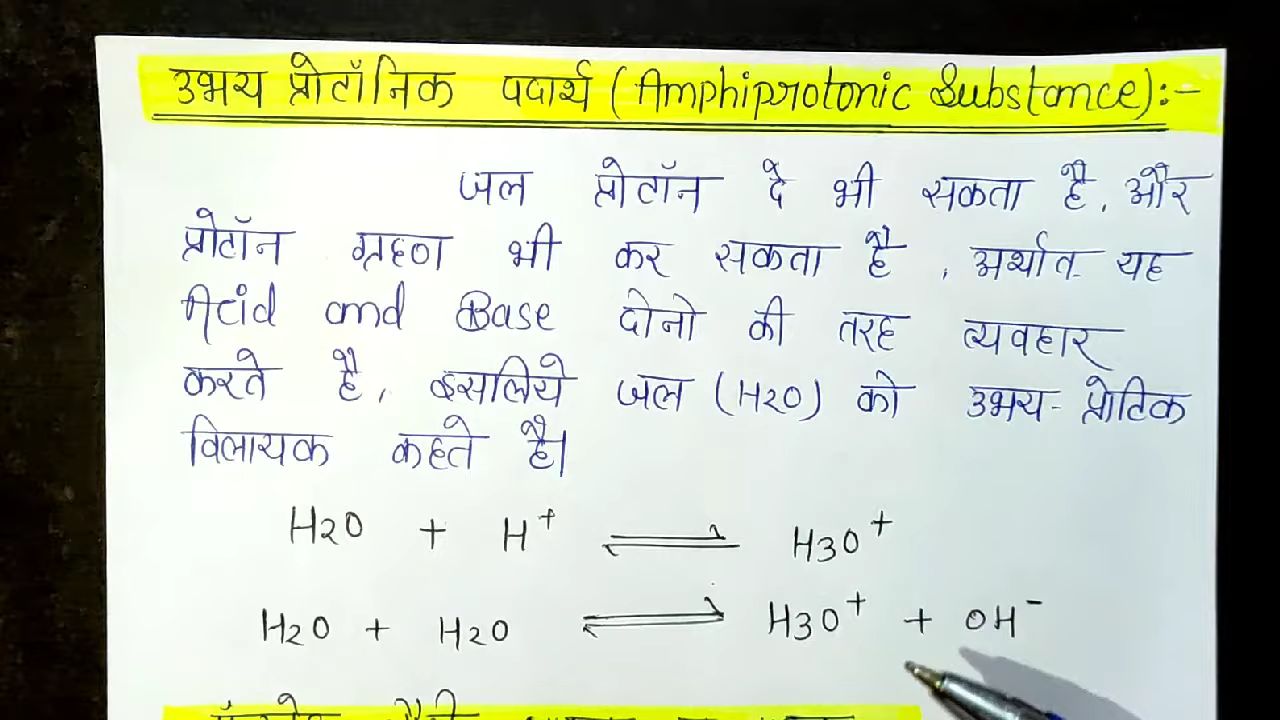 उभय प्रोटॉनिक पदार्थ (Amphiprotonic Substance):-
जल प्रोटॉन दे भी सकता है, और
प्रोटॉन ग्रहण भी कर सकता है , अर्थात यह
Acid and Base दोनो की तरह व्यवहार
करते है, इसलिये जल (H2O) को उभय-प्रोटिक
विलायक कहते है।
H2O + H+ ⇌ H3O+
H2O + H2O ⇌ H3O+ + OH-